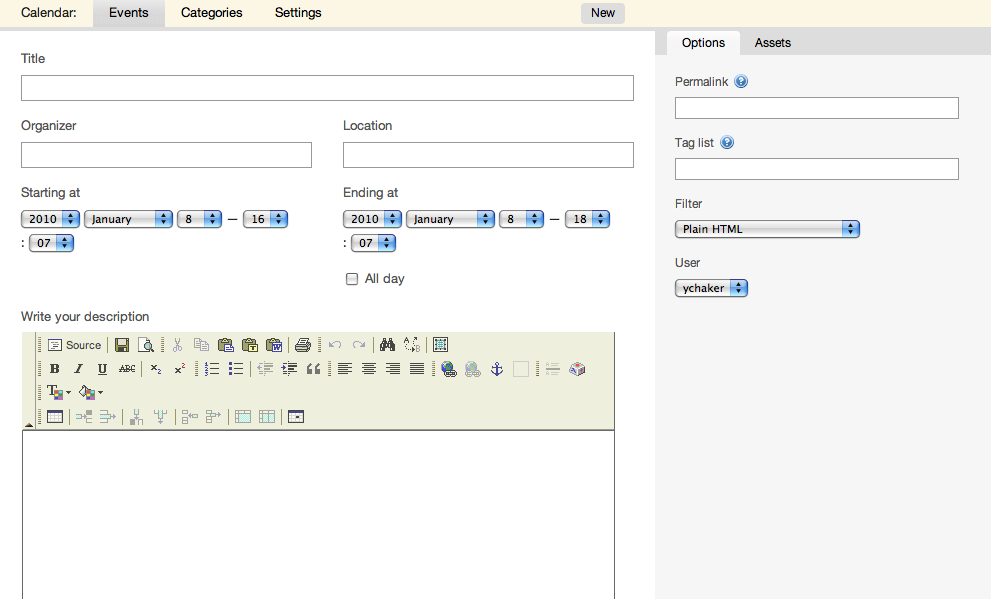 Calendar: Events Categories Settings New
Options Assets
Title
Permalink
Organizer Location
Tag list
Starting at Ending at
Filter
2010 January 8 — 16 2010 January 8 — 18
Plain HTML
: 07 : 07
User
All day
ychaker
Write your description
Source
B I U ABC x₂ x²